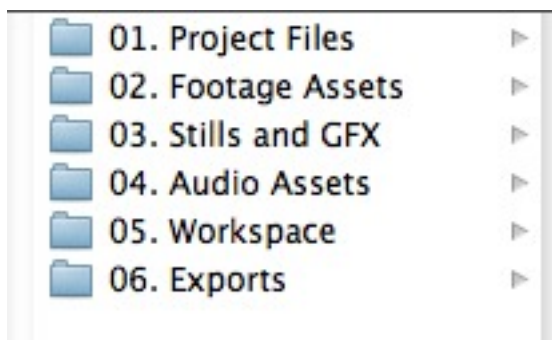 01. Project Files
02. Footage Assets
03. Stills and GFX
04. Audio Assets
05. Workspace
06. Exports